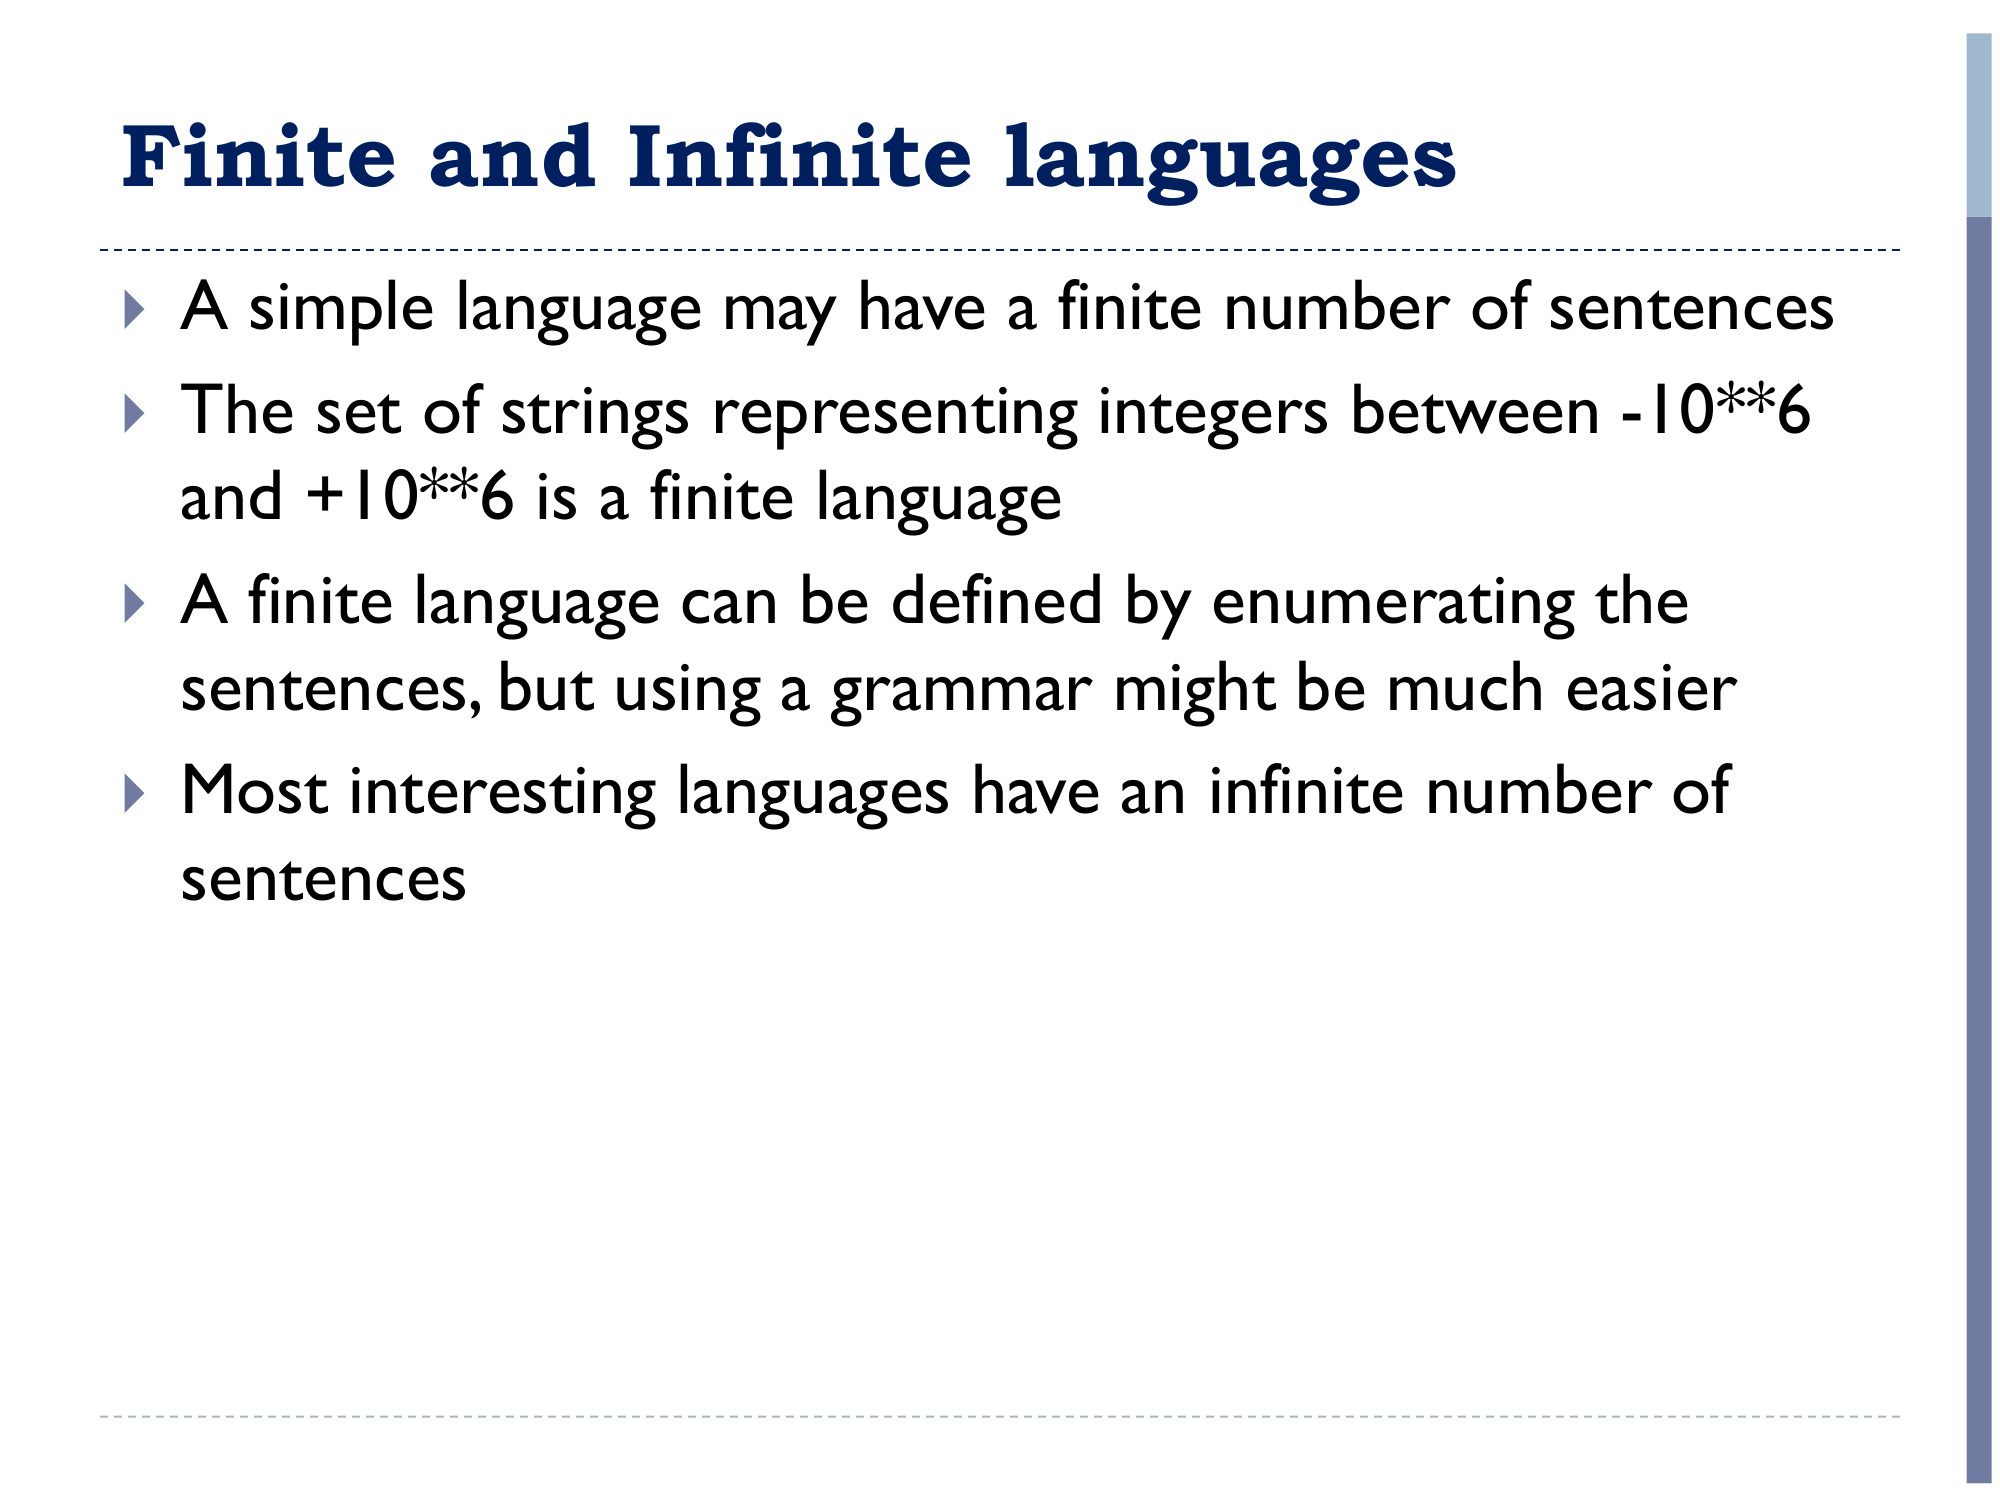 Finite and Infinite languages
A simple language may have a finite number of sentences
The set of strings representing integers between -10**6
and +10**6 is a finite language
A finite language can be defined by enumerating the
sentences, but using a grammar might be much easier
Most interesting languages have an infinite number of
sentences